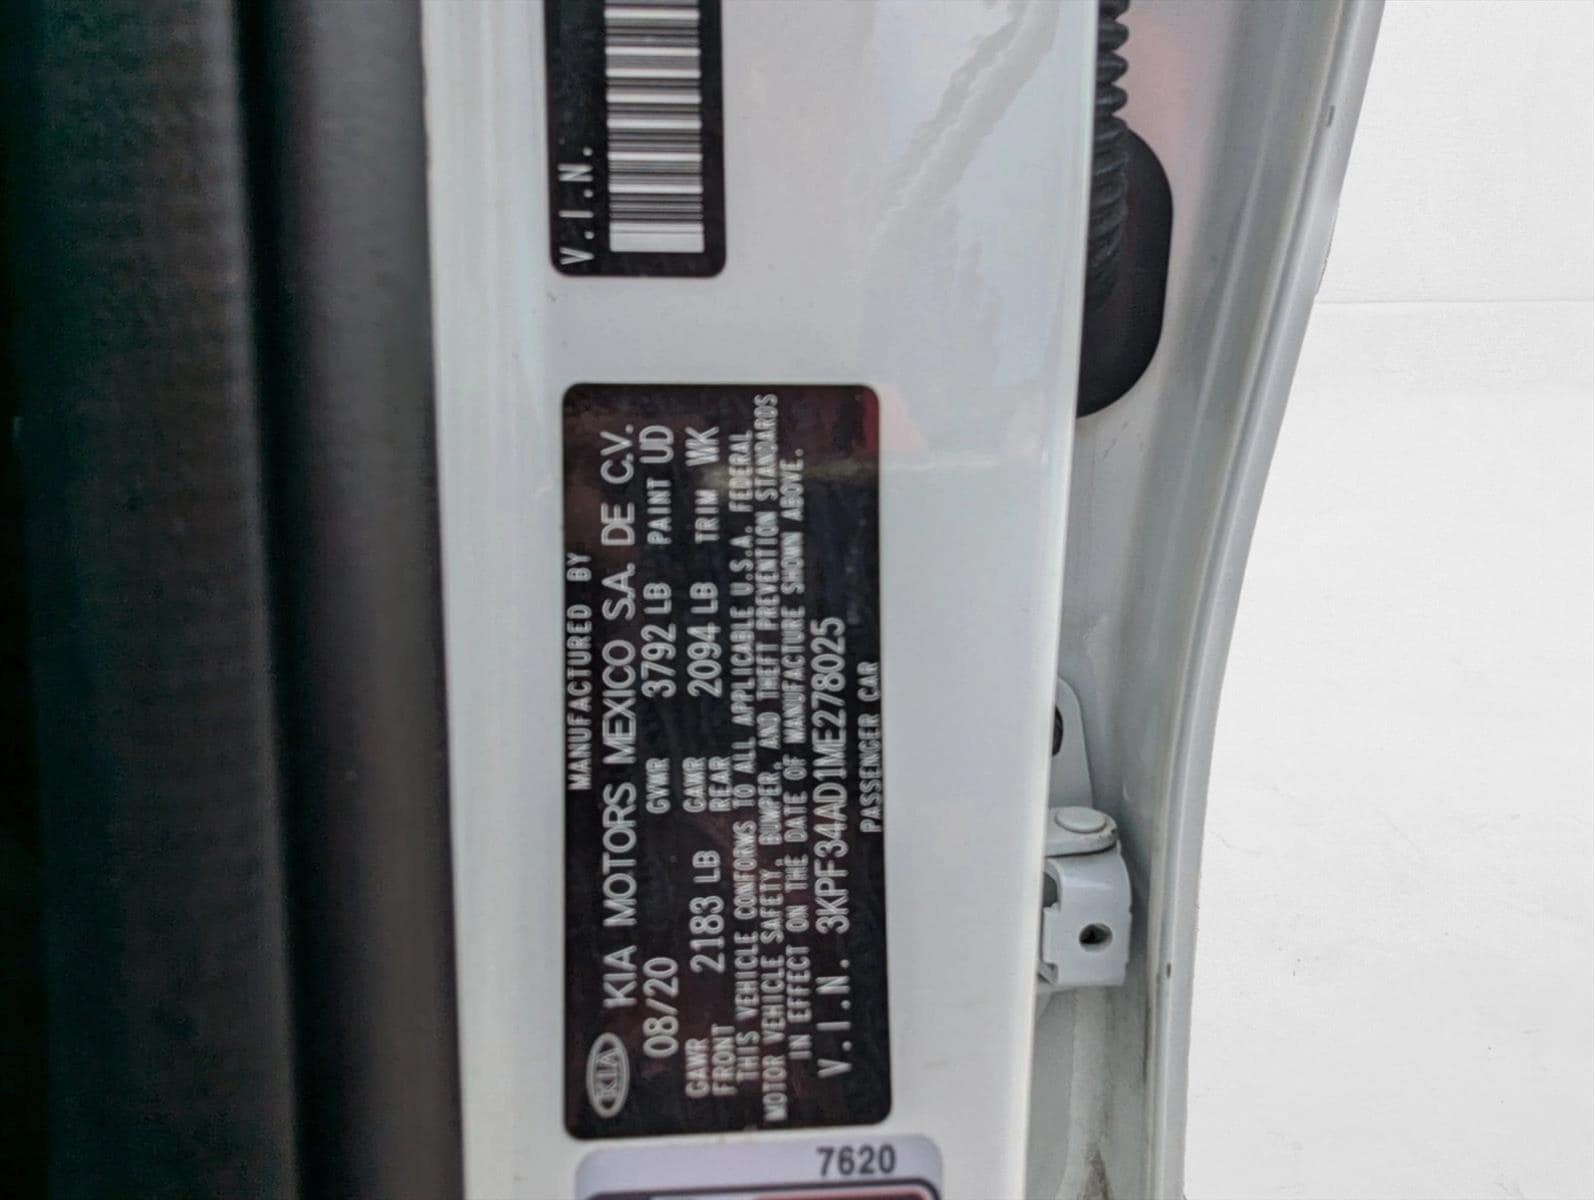 V.I.N.
MANUFACTURED BY
KIA KIA MOTORS MEXICO S.A. DE C.V.
08/20 GVWR 3792 LB PAINT UD
GAWR FRONT 2183 LB GAWR REAR 2094 LB TRIM WK
THIS VEHICLE CONFORMS TO ALL APPLICABLE U.S.A. FEDERAL
MOTOR VEHICLE SAFETY, BUMPER, AND THEFT PREVENTION STANDARDS
IN EFFECT ON THE DATE OF MANUFACTURE SHOWN ABOVE.
V.I.N. 3KPF34AD1ME278025
PASSENGER CAR
7620